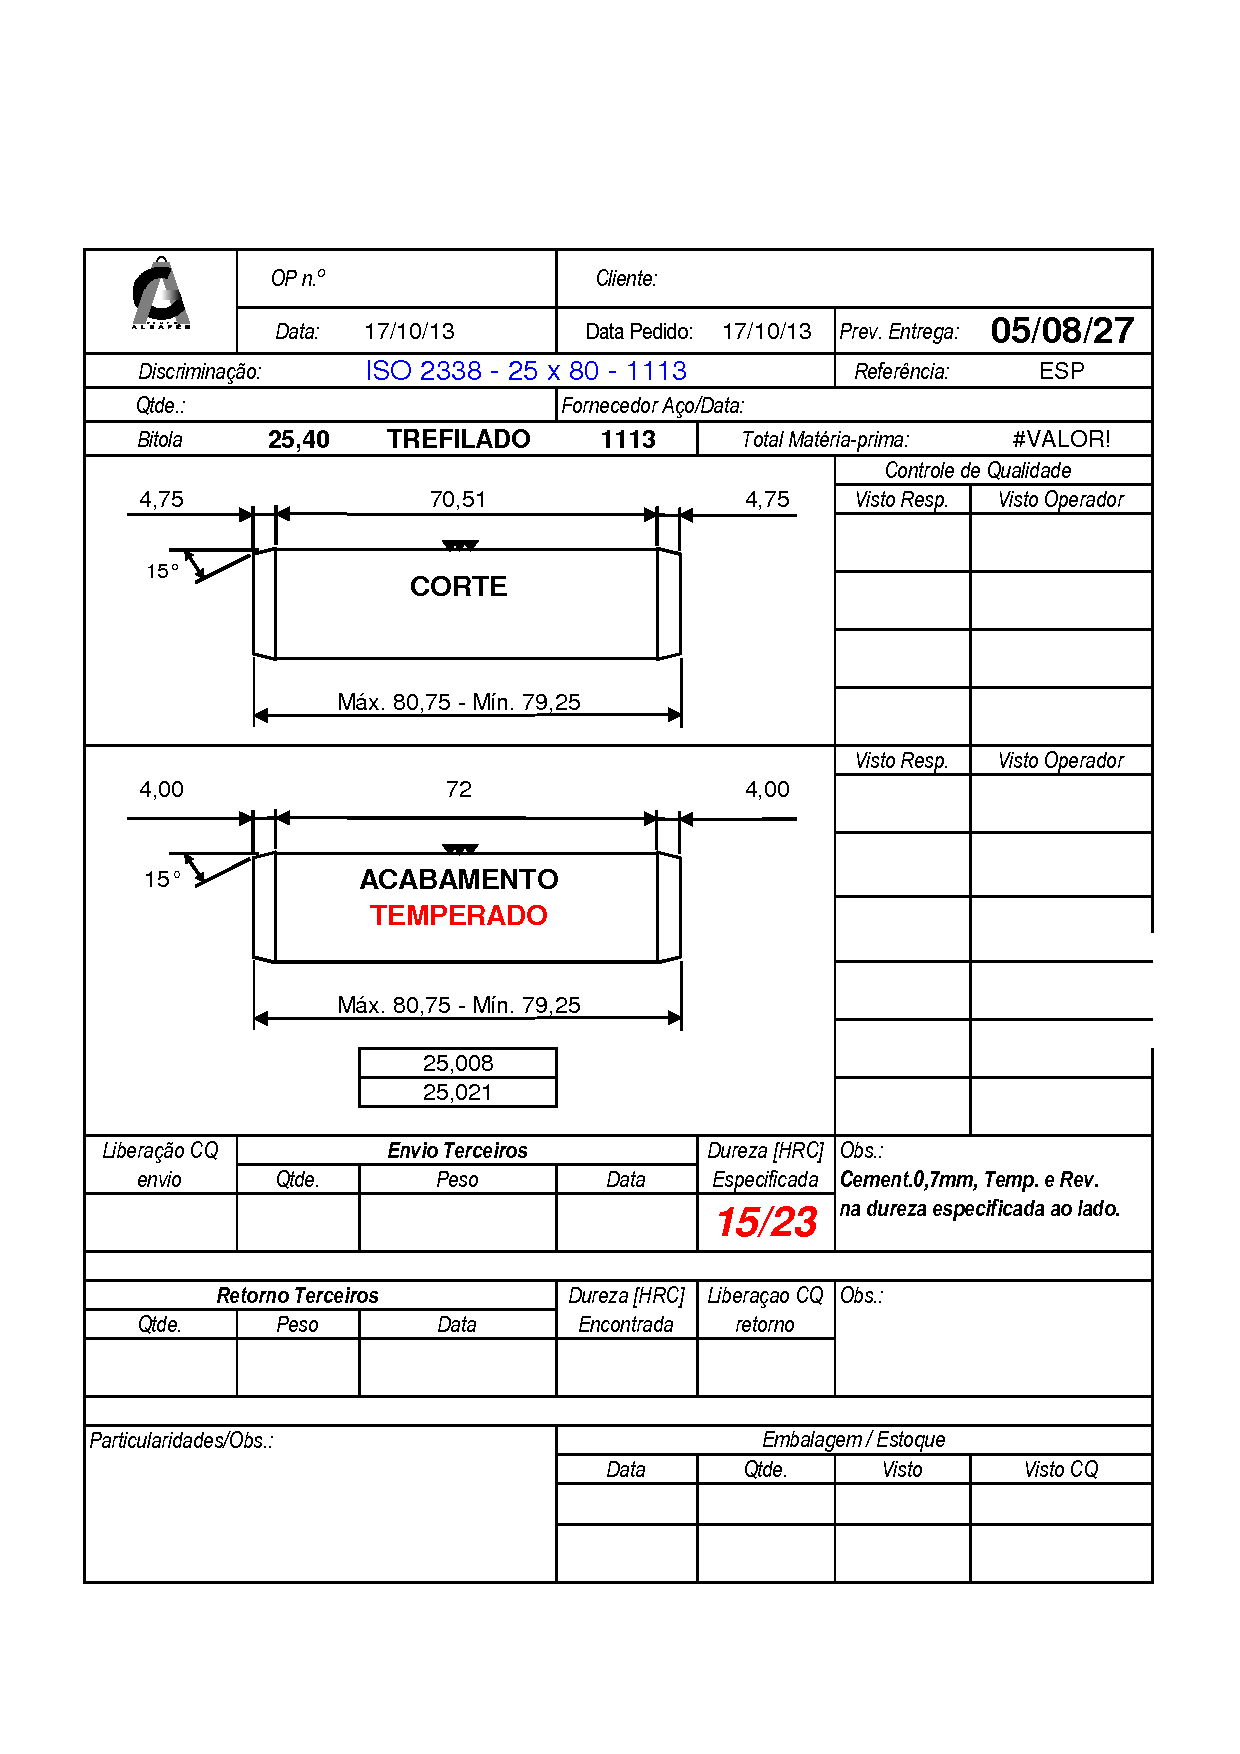 OP n.º Cliente:
ALBAPES
Data: 17/10/13 Data Pedido: 17/10/13 Prev. Entrega: 05/08/27
Discriminação: ISO 2338 - 25 x 80 - 1113 Referência: ESP
Qtde.: Fornecedor Aço/Data:
Bitola 25,40 TREFILADO 1113 Total Matéria-prima: #VALOR!
Controle de Qualidade
4,75 70,51 4,75 Visto Resp. Visto Operador
15°
CORTE
Máx. 80,75 - Mín. 79,25
Visto Resp. Visto Operador
4,00 72 4,00
15° ACABAMENTO
TEMPERADO
Máx. 80,75 - Mín. 79,25
25,008
25,021
Liberação CQ Envio Terceiros Dureza [HRC] Obs.:
envio Qtde. Peso Data Especificada Cement.0,7mm, Temp. e Rev.
15/23 na dureza especificada ao lado.
Retorno Terceiros Dureza [HRC] Liberaçao CQ Obs.:
Qtde. Peso Data Encontrada retorno
Particularidades/Obs.: Embalagem / Estoque
Data Qtde. Visto Visto CQ